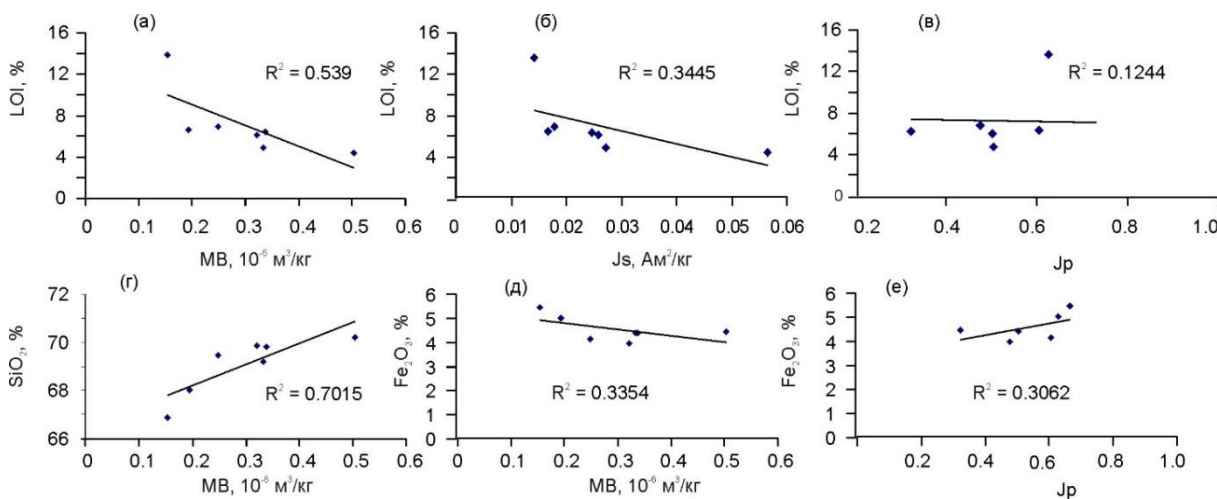 (а)
16
12
8
4
0
LOI, %
R² = 0.539
0 0.1 0.2 0.3 0.4 0.5 0.6
МВ, 10⁻⁶ м³/кг
(б)
16
12
8
4
0
LOI, %
R² = 0.3445
0 0.01 0.02 0.03 0.04 0.05 0.06
Js, Ам²/кг
(в)
16
12
8
4
0
LOI, %
R² = 0.1244
0.2 0.4 0.6 0.8 1.0
Jp
(г)
72
70
68
66
SiO₂, %
R² = 0.7015
0 0.1 0.2 0.3 0.4 0.5 0.6
МВ, 10⁻⁶ м³/кг
(д)
6
5
4
3
2
1
0
Fe₂O₃, %
R² = 0.3354
0 0.1 0.2 0.3 0.4 0.5 0.6
МВ, 10⁻⁶ м³/кг
(е)
6
5
4
3
2
1
0
Fe₂O₃, %
R² = 0.3062
0.2 0.4 0.6 0.8 1.0
Jp